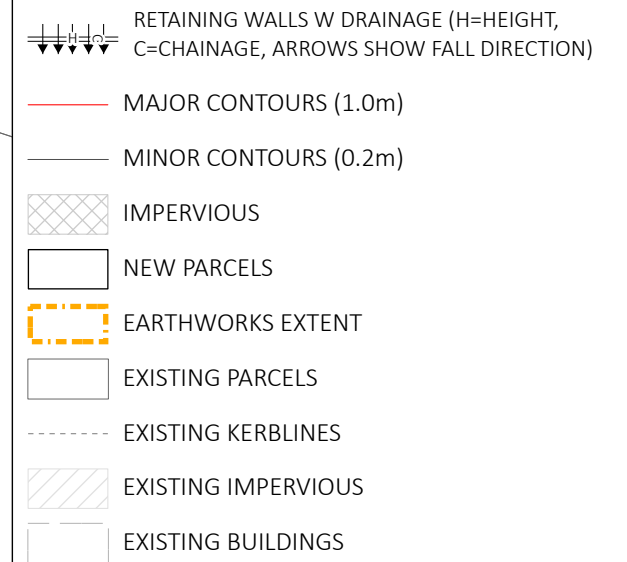 RETAINING WALLS W DRAINAGE (H=HEIGHT,
C=CHAINAGE, ARROWS SHOW FALL DIRECTION)
H C
MAJOR CONTOURS (1.0m)
MINOR CONTOURS (0.2m)
IMPERVIOUS
NEW PARCELS
EARTHWORKS EXTENT
EXISTING PARCELS
EXISTING KERBLINES
EXISTING IMPERVIOUS
EXISTING BUILDINGS